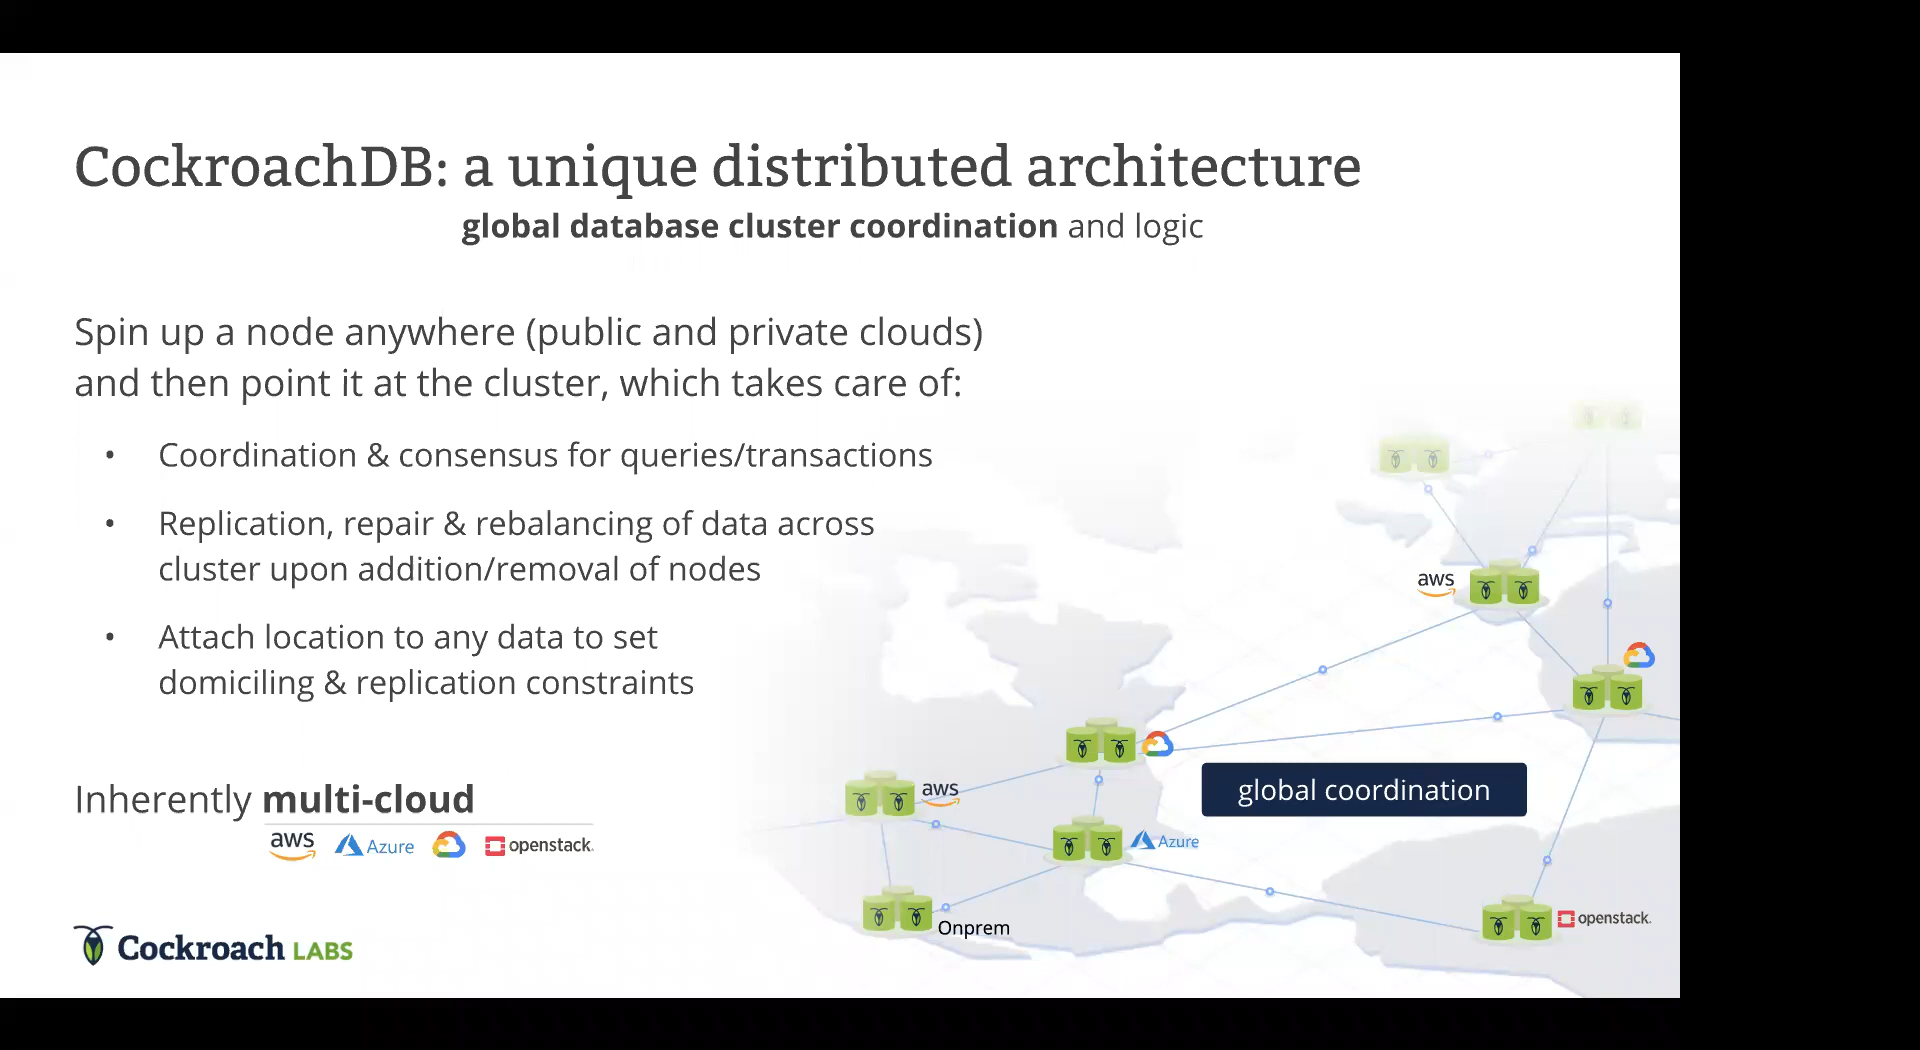 CockroachDB: a unique distributed architecture
global database cluster coordination and logic
Spin up a node anywhere (public and private clouds)
and then point it at the cluster, which takes care of:
• Coordination & consensus for queries/transactions
• Replication, repair & rebalancing of data across
cluster upon addition/removal of nodes
• Attach location to any data to set
domiciling & replication constraints
Inherently multi-cloud
aws Azure openstack.
Cockroach LABS
aws
aws
global coordination
Azure
openstack.
Onprem